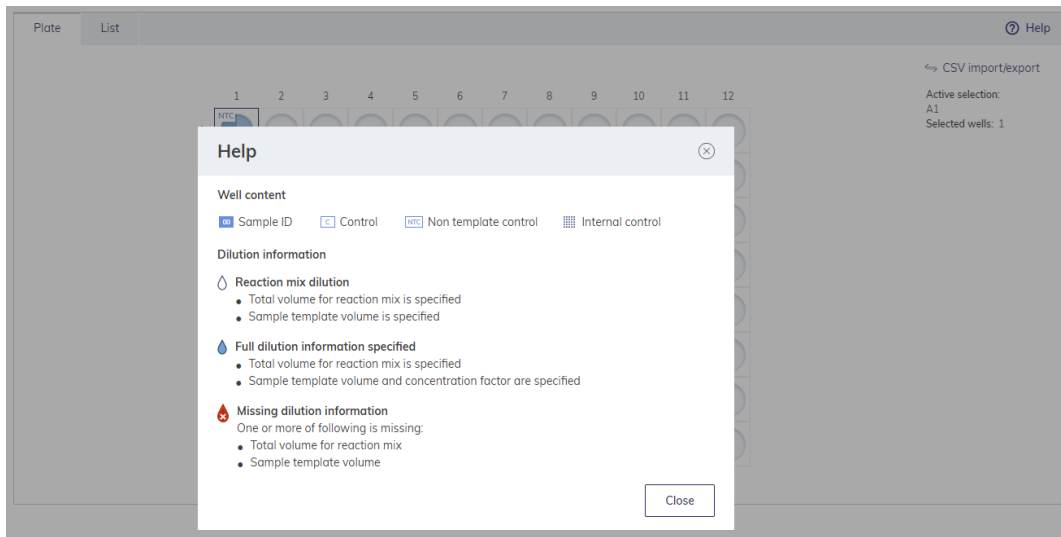 Plate List Help
CSV import/export
1 2 3 4 5 6 7 8 9 10 11 12
Active selection:
A1
NTC
Selected wells: 1
Help
Well content
00 Sample ID C Control NTC Non template control Internal control
Dilution information
Reaction mix dilution
• Total volume for reaction mix is specified
• Sample template volume is specified
Full dilution information specified
• Total volume for reaction mix is specified
• Sample template volume and concentration factor are specified
Missing dilution information
One or more of following is missing:
• Total volume for reaction mix
• Sample template volume
Close